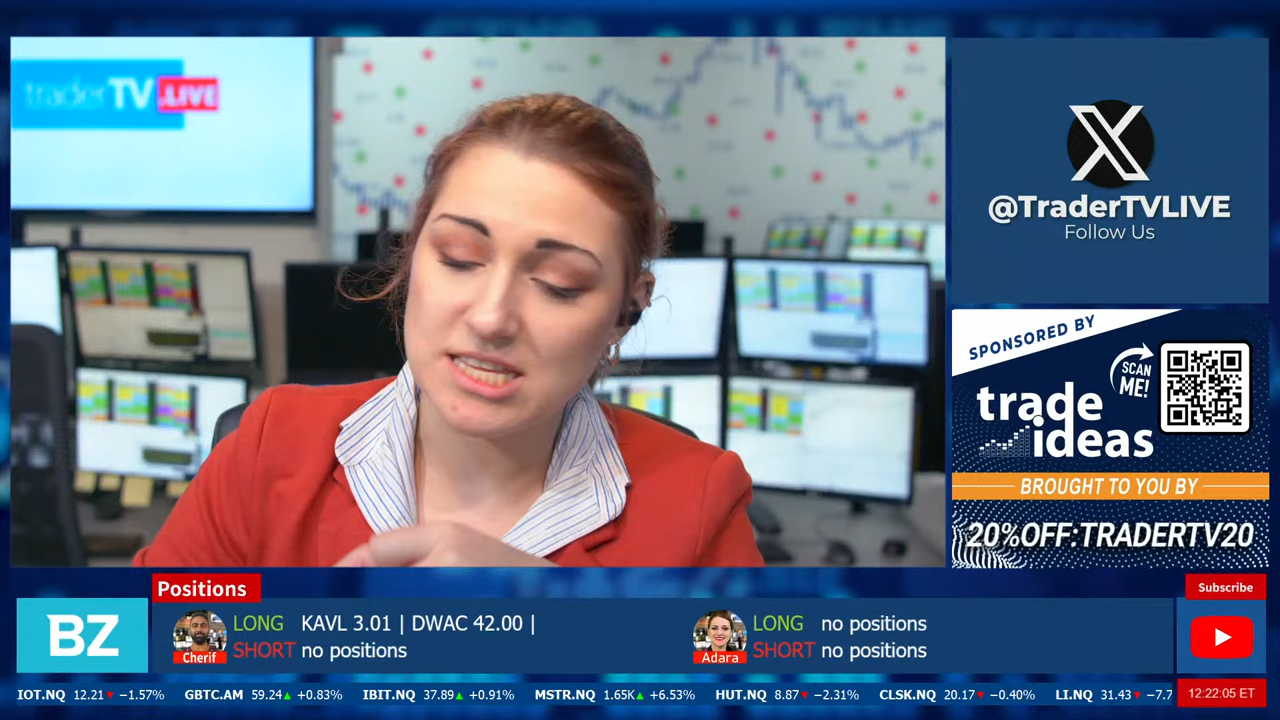 traderTV.LIVE
@TraderTVLIVE
Follow Us
SPONSORED BY
SCAN
ME!
trade
ideas
BROUGHT TO YOU BY
20%OFF:TRADERTV20
Positions
Subscribe
BZ
LONG KAVL 3.01 | DWAC 42.00 |
SHORT no positions
Cherif
LONG no positions
SHORT no positions
Adara
IOT.NQ 12.21▼ −1.57% GBTC.AM 59.24▲ +0.83% IBIT.NQ 37.89▲ +0.91% MSTR.NQ 1.65K▲ +6.53% HUT.NQ 8.87▼ −2.31% CLSK.NQ 20.17▼ −0.40% LI.NQ 31.43▼ −7.7
12:22:05 ET